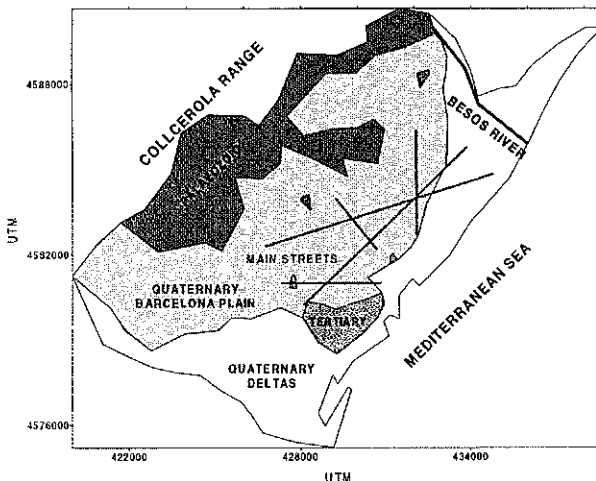 4588000
COLLCEROLA RANGE
BESOS RIVER
UTM
4582000
MAIN STREETS
QUATERNARY
BARCELONA PLAIN
TERTIARY
MEDITERRANEAN SEA
QUATERNARY
DELTAS
4576000
422000
428000
434000
UTM